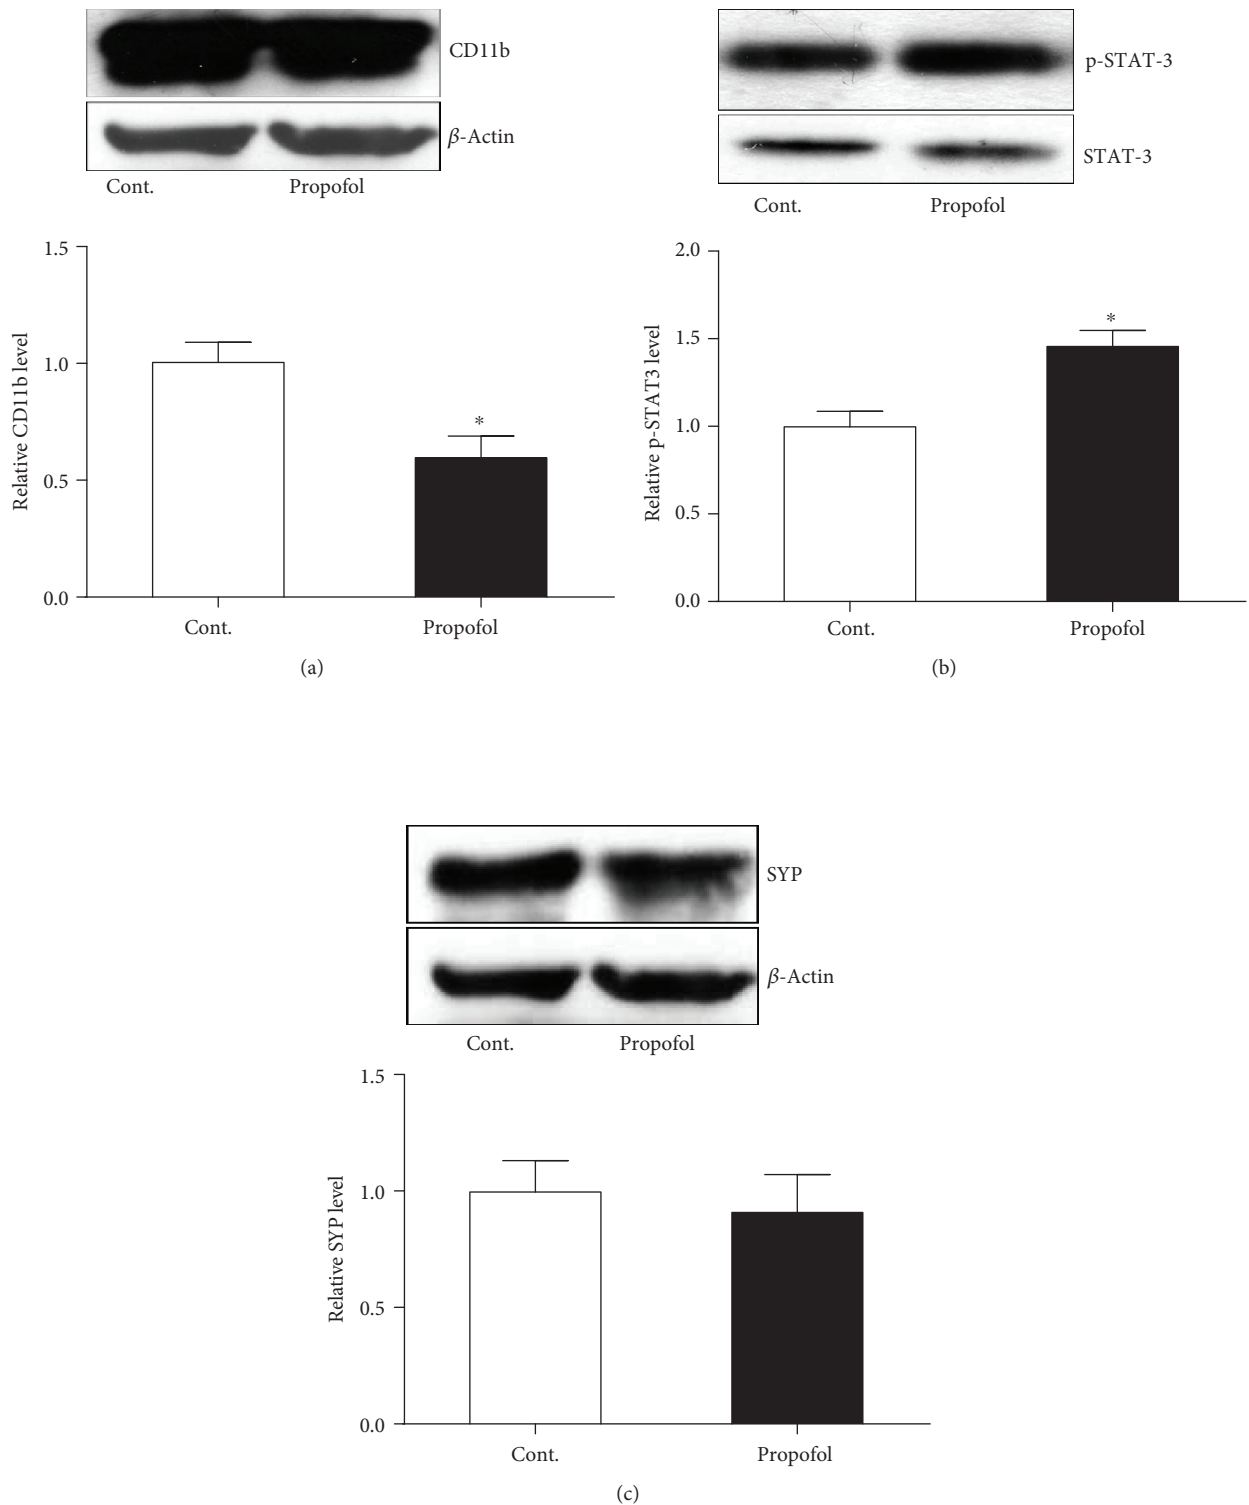 CD11b
β-Actin
Cont. Propofol
1.5
1.0
0.5
0.0
Relative CD11b level
*
Cont. Propofol
(a)
p-STAT-3
STAT-3
Cont. Propofol
2.0
1.5
1.0
0.5
0.0
Relative p-STAT3 level
*
Cont. Propofol
(b)
SYP
β-Actin
Cont. Propofol
1.5
1.0
0.5
0.0
Relative SYP level
Cont. Propofol
(c)